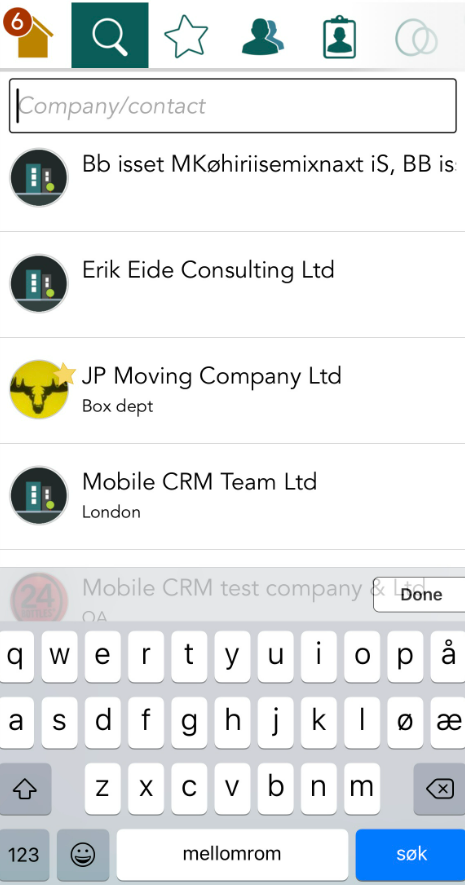 6
Company/contact
Bb isset MKøhiriisemixnaxt iS, BB is
Erik Eide Consulting Ltd
JP Moving Company Ltd
Box dept
Mobile CRM Team Ltd
London
Mobile CRM test company & Ltd
24
QA
Done
q w e r t y u i o p å
a s d f g h j k l ø æ
z x c v b n m
123 mellomrom søk